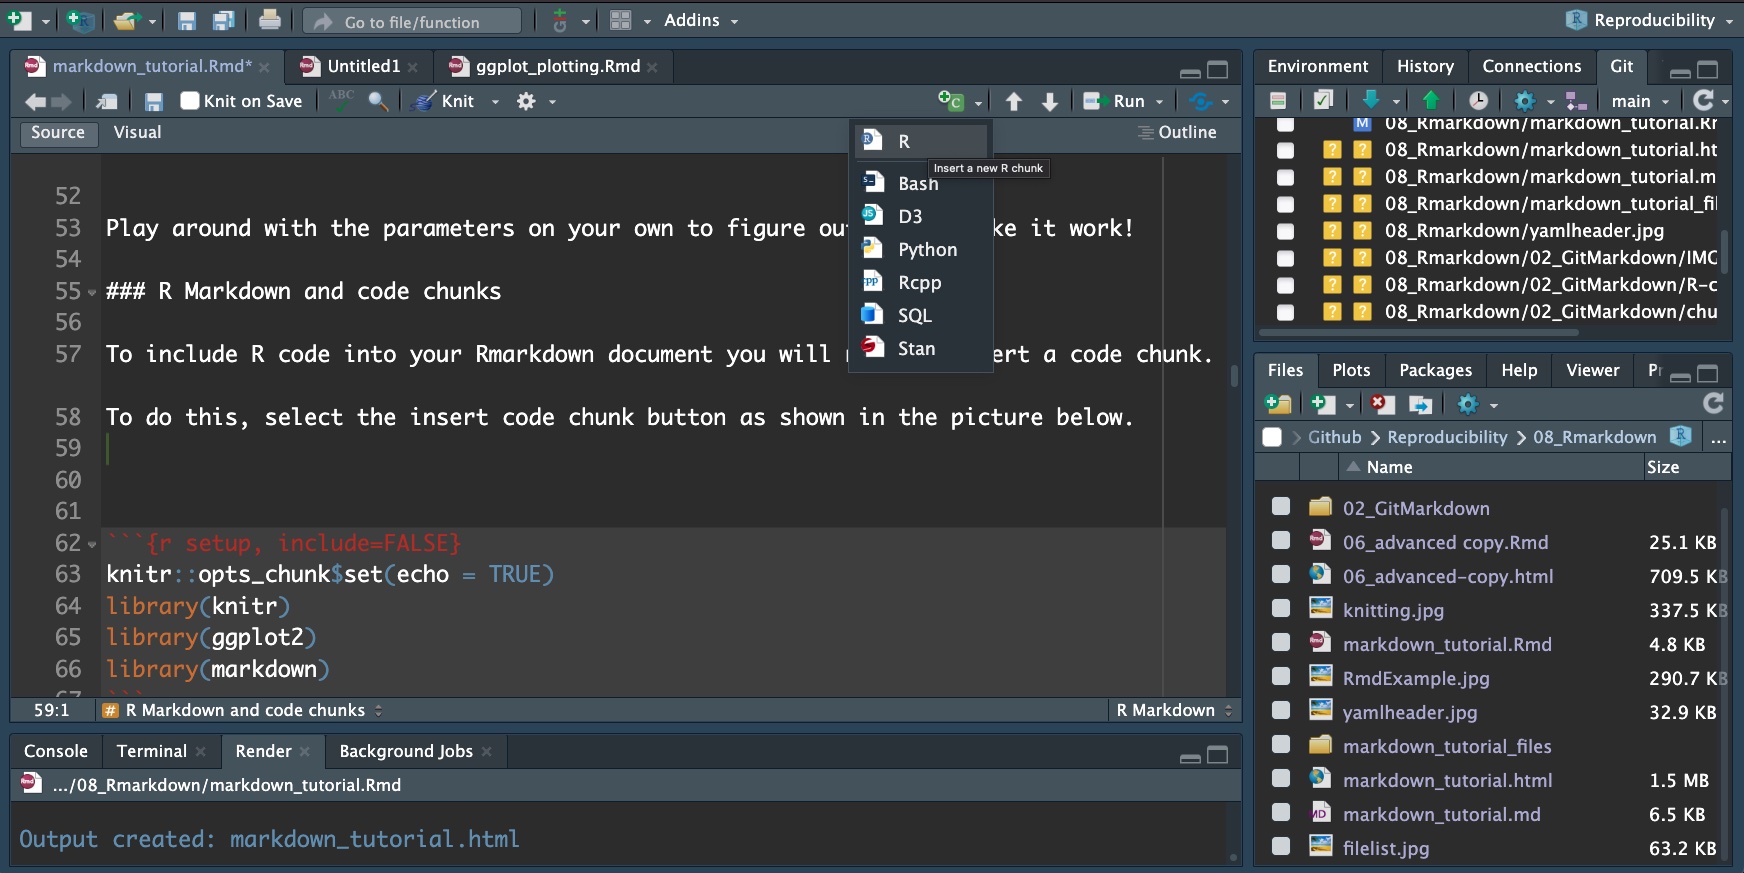 Go to file/function
Addins
Reproducibility
markdown_tutorial.Rmd*
Untitled1
ggplot_plotting.Rmd
Knit on Save
ABC
Knit
Run
Source
Visual
Outline
R
Insert a new R chunk
Bash
D3
Python
Rcpp
SQL
Stan
52
53 Play around with the parameters on your own to figure ou ke it work!
54
55 ### R Markdown and code chunks
56
57 To include R code into your Rmarkdown document you will ert a code chunk.
58 To do this, select the insert code chunk button as shown in the picture below.
59
60
61
62 ```{r setup, include=FALSE}
63 knitr::opts_chunk$set(echo = TRUE)
64 library(knitr)
65 library(ggplot2)
66 library(markdown)
67 ```
59:1
# R Markdown and code chunks
R Markdown
Console
Terminal
Render
Background Jobs
.../08_Rmarkdown/markdown_tutorial.Rmd
Output created: markdown_tutorial.html
Environment
History
Connections
Git
main
M 08_Rmarkdown/markdown_tutorial.Rr
? ? 08_Rmarkdown/markdown_tutorial.ht
? ? 08_Rmarkdown/markdown_tutorial.m
? ? 08_Rmarkdown/markdown_tutorial_fil
? ? 08_Rmarkdown/yamlheader.jpg
? ? 08_Rmarkdown/02_GitMarkdown/IMG
? ? 08_Rmarkdown/02_GitMarkdown/R-c
? ? 08_Rmarkdown/02_GitMarkdown/chu
Files
Plots
Packages
Help
Viewer
Pr
Github
Reproducibility
08_Rmarkdown
...
Name
Size
02_GitMarkdown
06_advanced copy.Rmd 25.1 KB
06_advanced-copy.html 709.5 KB
knitting.jpg 337.5 KB
markdown_tutorial.Rmd 4.8 KB
RmdExample.jpg 290.7 KB
yamlheader.jpg 32.9 KB
markdown_tutorial_files
markdown_tutorial.html 1.5 MB
markdown_tutorial.md 6.5 KB
filelist.jpg 63.2 KB